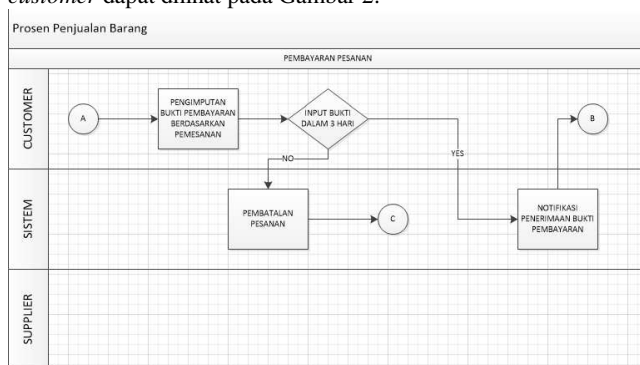 customer dapat dilihat pada Gambar 2.
Prosen Penjualan Barang
PEMBAYARAN PESANAN
CUSTOMER
A
PENGIMPUTAN
BUKTI PEMBAYARAN
BERDASARKAN
PEMESANAN
INPUT BUKTI
DALAM 3 HARI
B
NO
YES
SISTEM
PEMBATALAN
PESANAN
C
NOTIFIKASI
PENERIMAAN BUKTI
PEMBAYARAN
SUPPLIER